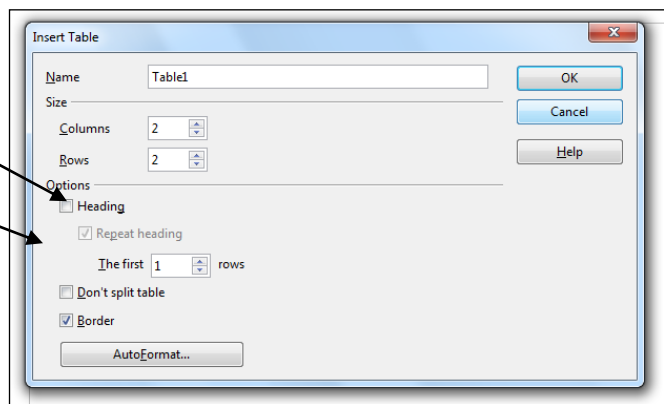 Insert Table
Name Table1 OK
Size Cancel
Columns 2
Rows 2 Help
Options
Heading
Repeat heading
The first 1 rows
Don't split table
Border
AutoFormat...